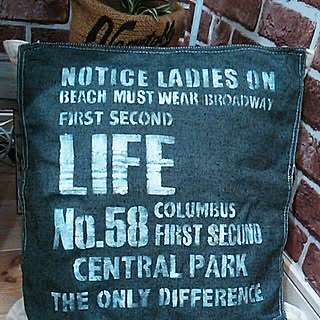 NOTICE LADIES ON
BEACH MUST WEAR BROADWAY
FIRST SECOND
LIFE
No.58
COLUMBUS
FIRST SECUND
CENTRAL PARK
THE ONLY DIFFERENCE